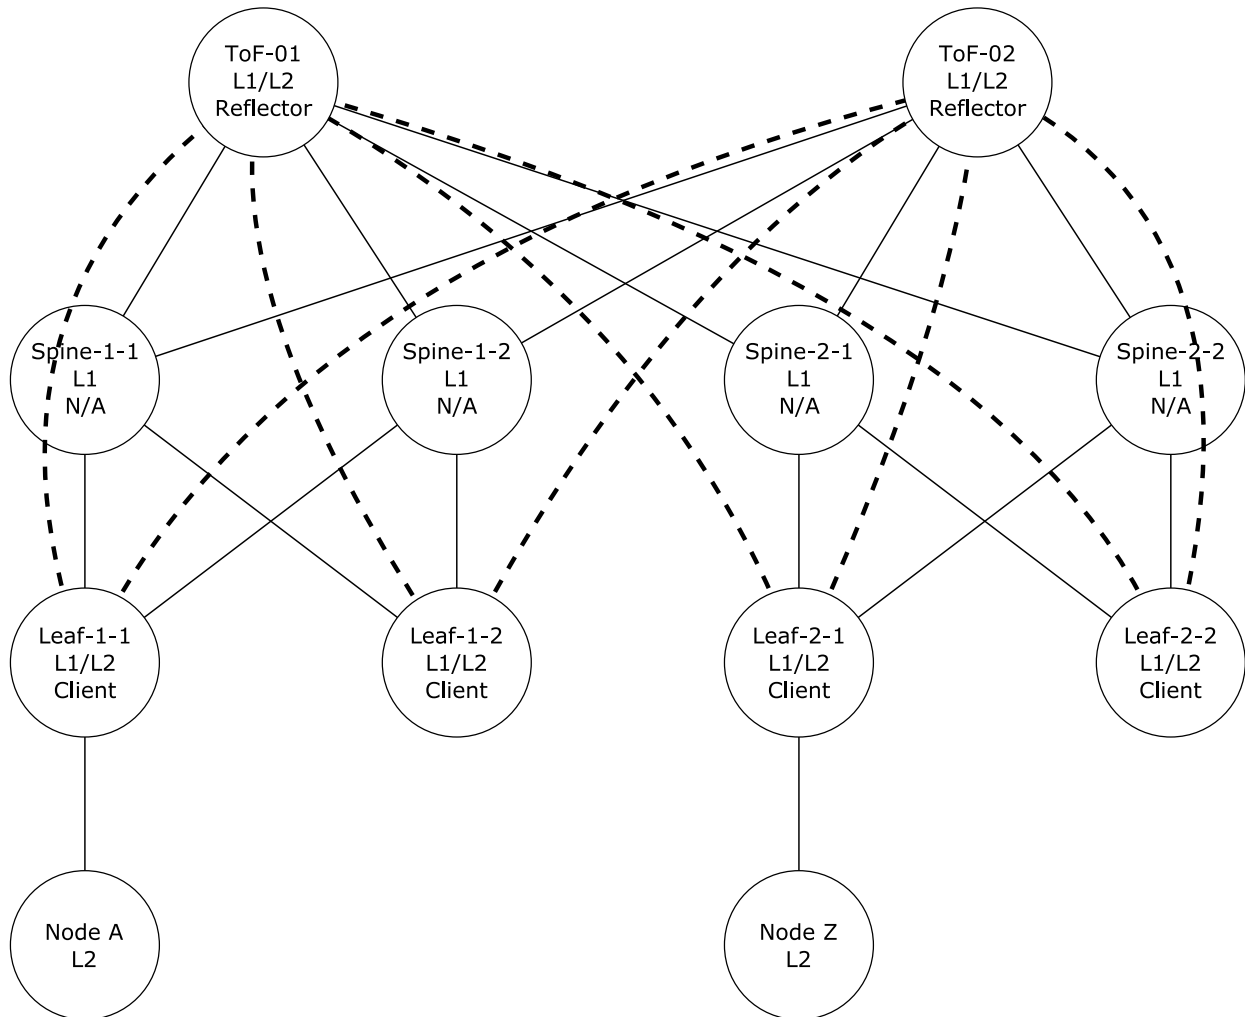 ToF-01
L1/L2
Reflector
ToF-02
L1/L2
Reflector
Spine-1-1
L1
N/A
Spine-1-2
L1
N/A
Spine-2-1
L1
N/A
Spine-2-2
L1
N/A
Leaf-1-1
L1/L2
Client
Leaf-1-2
L1/L2
Client
Leaf-2-1
L1/L2
Client
Leaf-2-2
L1/L2
Client
Node A
L2
Node Z
L2